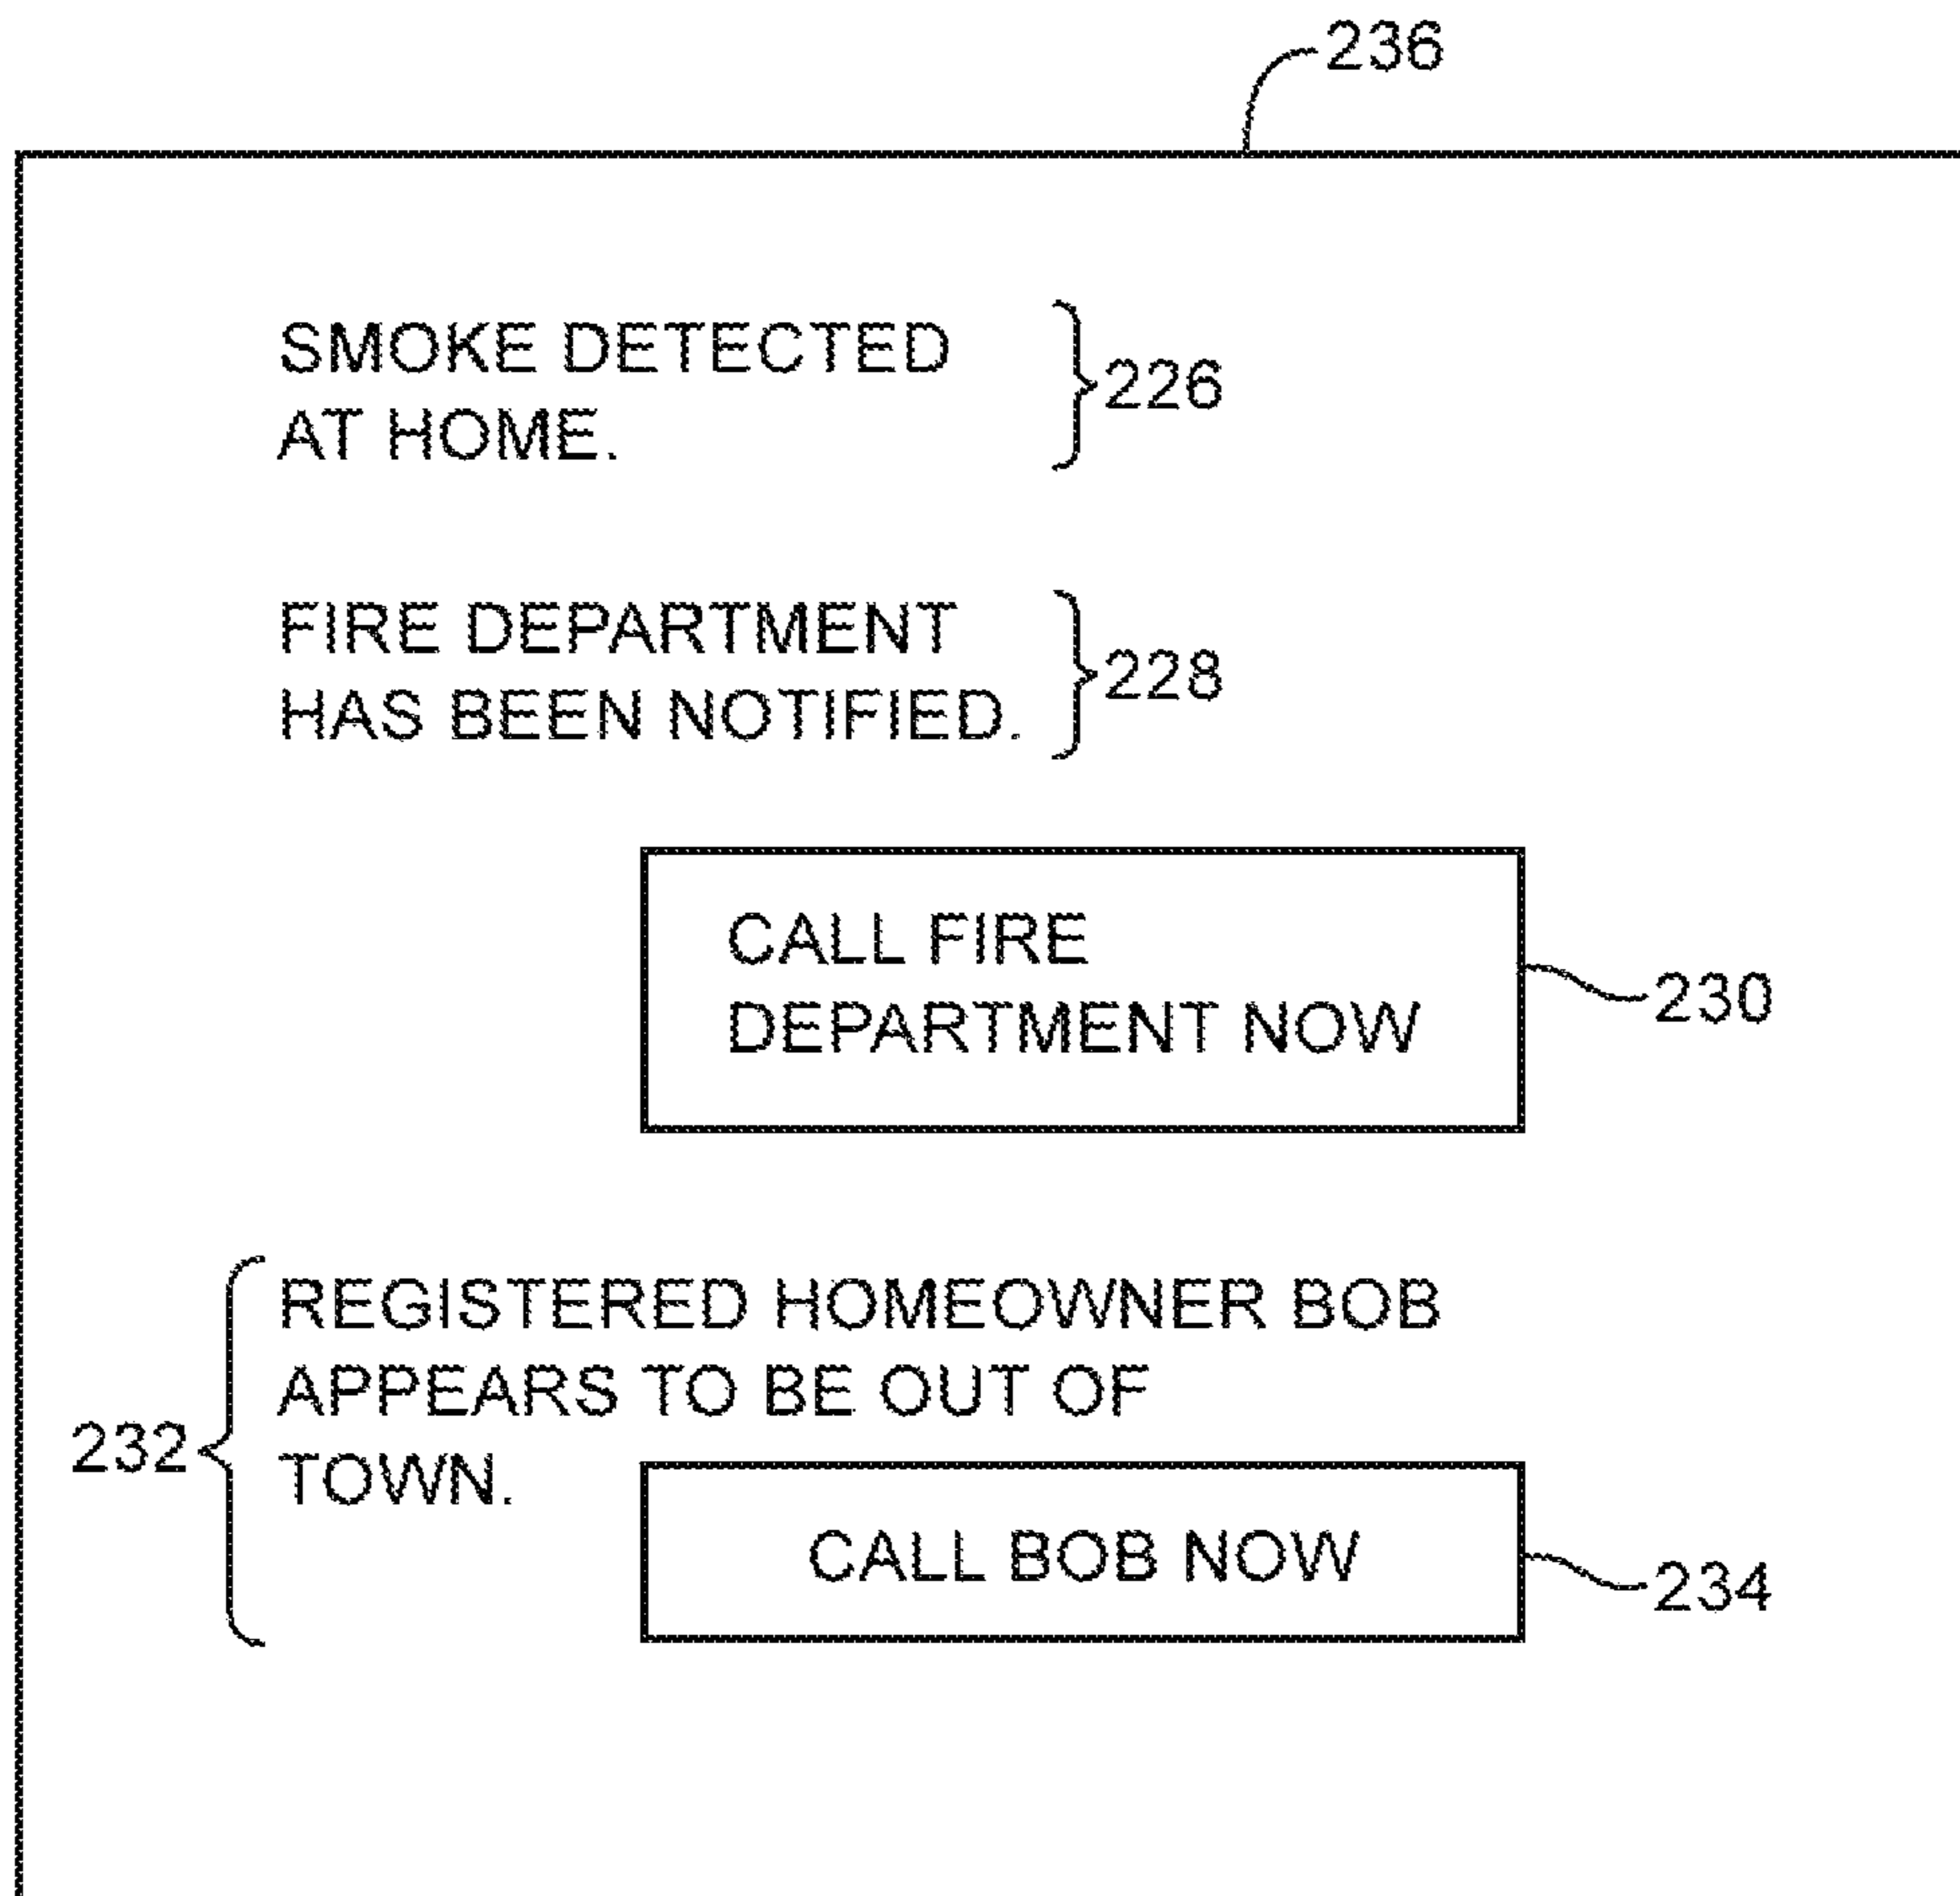 236
SMOKE DETECTED
AT HOME.
226
FIRE DEPARTMENT
HAS BEEN NOTIFIED.
228
CALL FIRE
DEPARTMENT NOW
230
REGISTERED HOMEOWNER BOB
APPEARS TO BE OUT OF
TOWN.
232
CALL BOB NOW
234